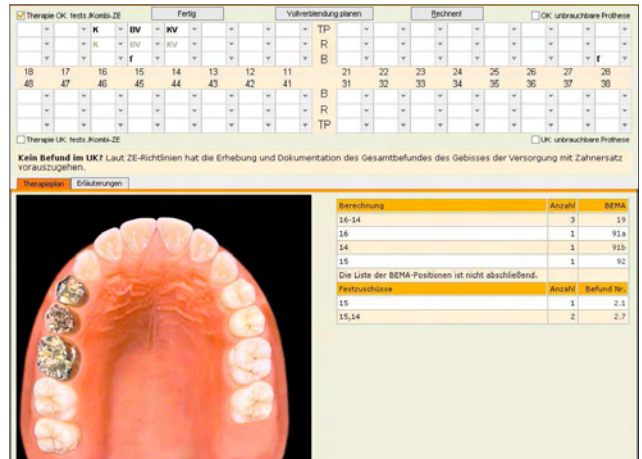 Therapie OK: fests./Kombi-ZE Fertig Vollverblendung planen Rechnen! OK: unbrauchbare Prothese
K BV KV TP
K BV KV R
f B f
18 17 16 15 14 13 12 11 21 22 23 24 25 26 27 28
48 47 46 45 44 43 42 41 31 32 33 34 35 36 37 38
B
R
TP
Therapie UK: fests./Kombi-ZE UK: unbrauchbare Prothese
Kein Befund im UK? Laut ZE-Richtlinien hat die Erhebung und Dokumentation des Gesamtbefundes des Gebisses der Versorgung mit Zahnersatz
vorauszugehen.
Therapieplan Erläuterungen
Berechnung Anzahl BEMA
16-14 3 19
16 1 91a
14 1 91b
15 1 92
Die Liste der BEMA-Positionen ist nicht abschließend.
Festzuschüsse Anzahl Befund Nr.
15 1 2.1
15,14 2 2.7